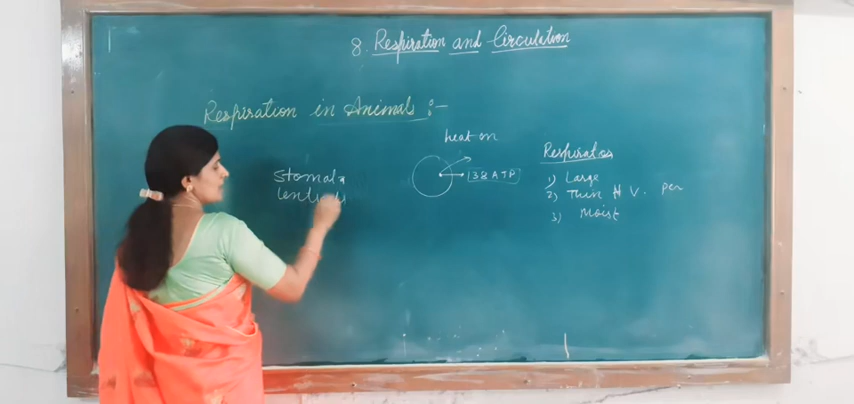 8. Respiration and Circulation
Respiration in Animals :-
heat on
38 ATP
Stomata
Respiration
1) Large
2) Thin H V. per
3) Moist